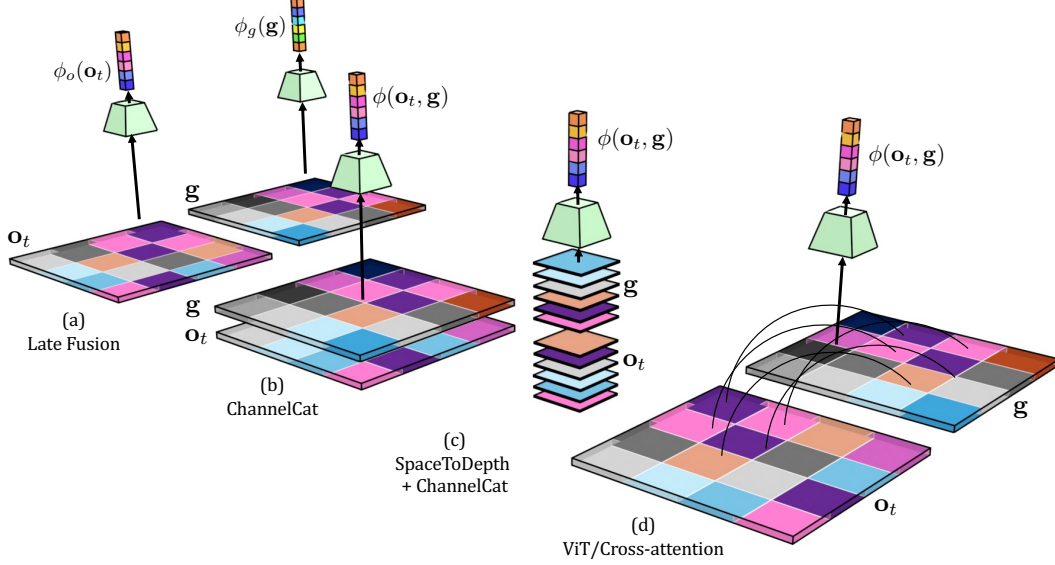 ϕ_o(𝐨_t)
ϕ_g(𝐠)
ϕ(𝐨_t, 𝐠)
𝐨_t
𝐠
(a)
Late Fusion
𝐠
𝐨_t
(b)
ChannelCat
ϕ(𝐨_t, 𝐠)
𝐠
𝐨_t
(c)
SpaceToDepth
+ ChannelCat
ϕ(𝐨_t, 𝐠)
𝐠
𝐨_t
(d)
ViT/Cross-attention